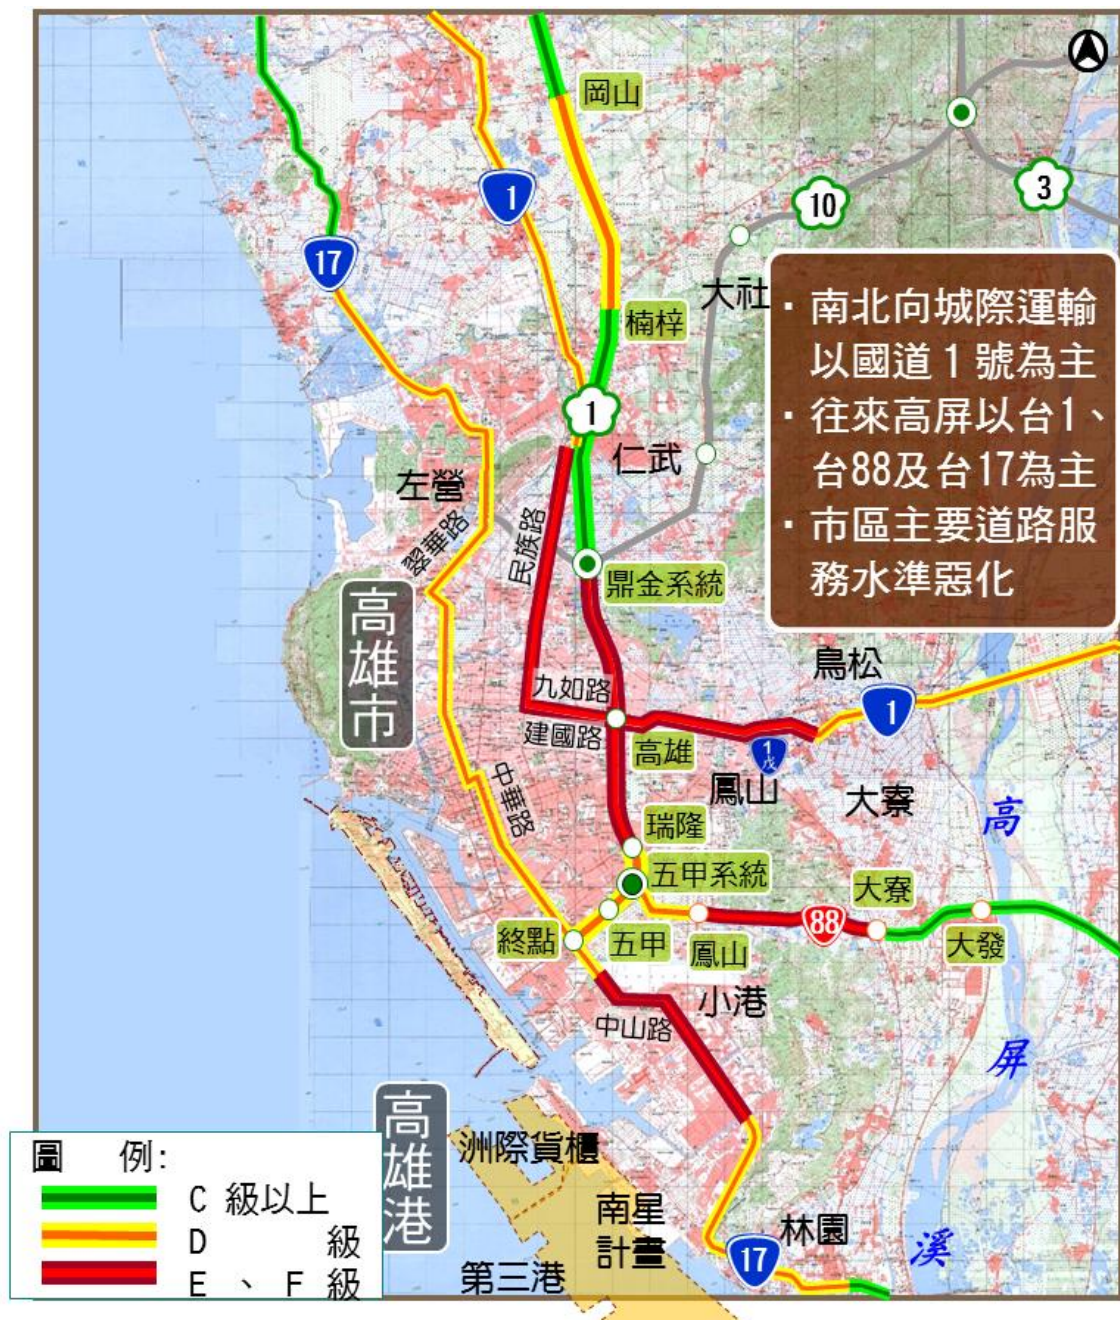 岡山
1
17
10
3
大社
楠梓
1
仁武
左營
翠華路
民族路
鼎金系統
・南北向城際運輸
以國道1號為主
・往來高屏以台1、
台88及台17為主
・市區主要道路服
務水準惡化
高雄市
鳥松
九如路
建國路
高雄
1
1戊
鳳山
大寮
中華路
瑞隆
五甲系統
大寮
88
終點
五甲
鳳山
大發
小港
中山路
高
屏
溪
高雄港
洲際貨櫃
南星
計畫
第三港
17
林園
圖 例:
C 級以上
D 級
E、F級